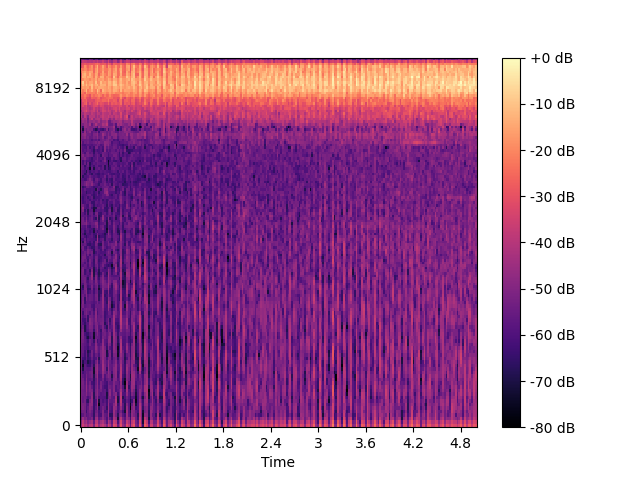 Hz
8192
4096
2048
1024
512
0
0 0.6 1.2 1.8 2.4 3 3.6 4.2 4.8
Time
+0 dB
-10 dB
-20 dB
-30 dB
-40 dB
-50 dB
-60 dB
-70 dB
-80 dB